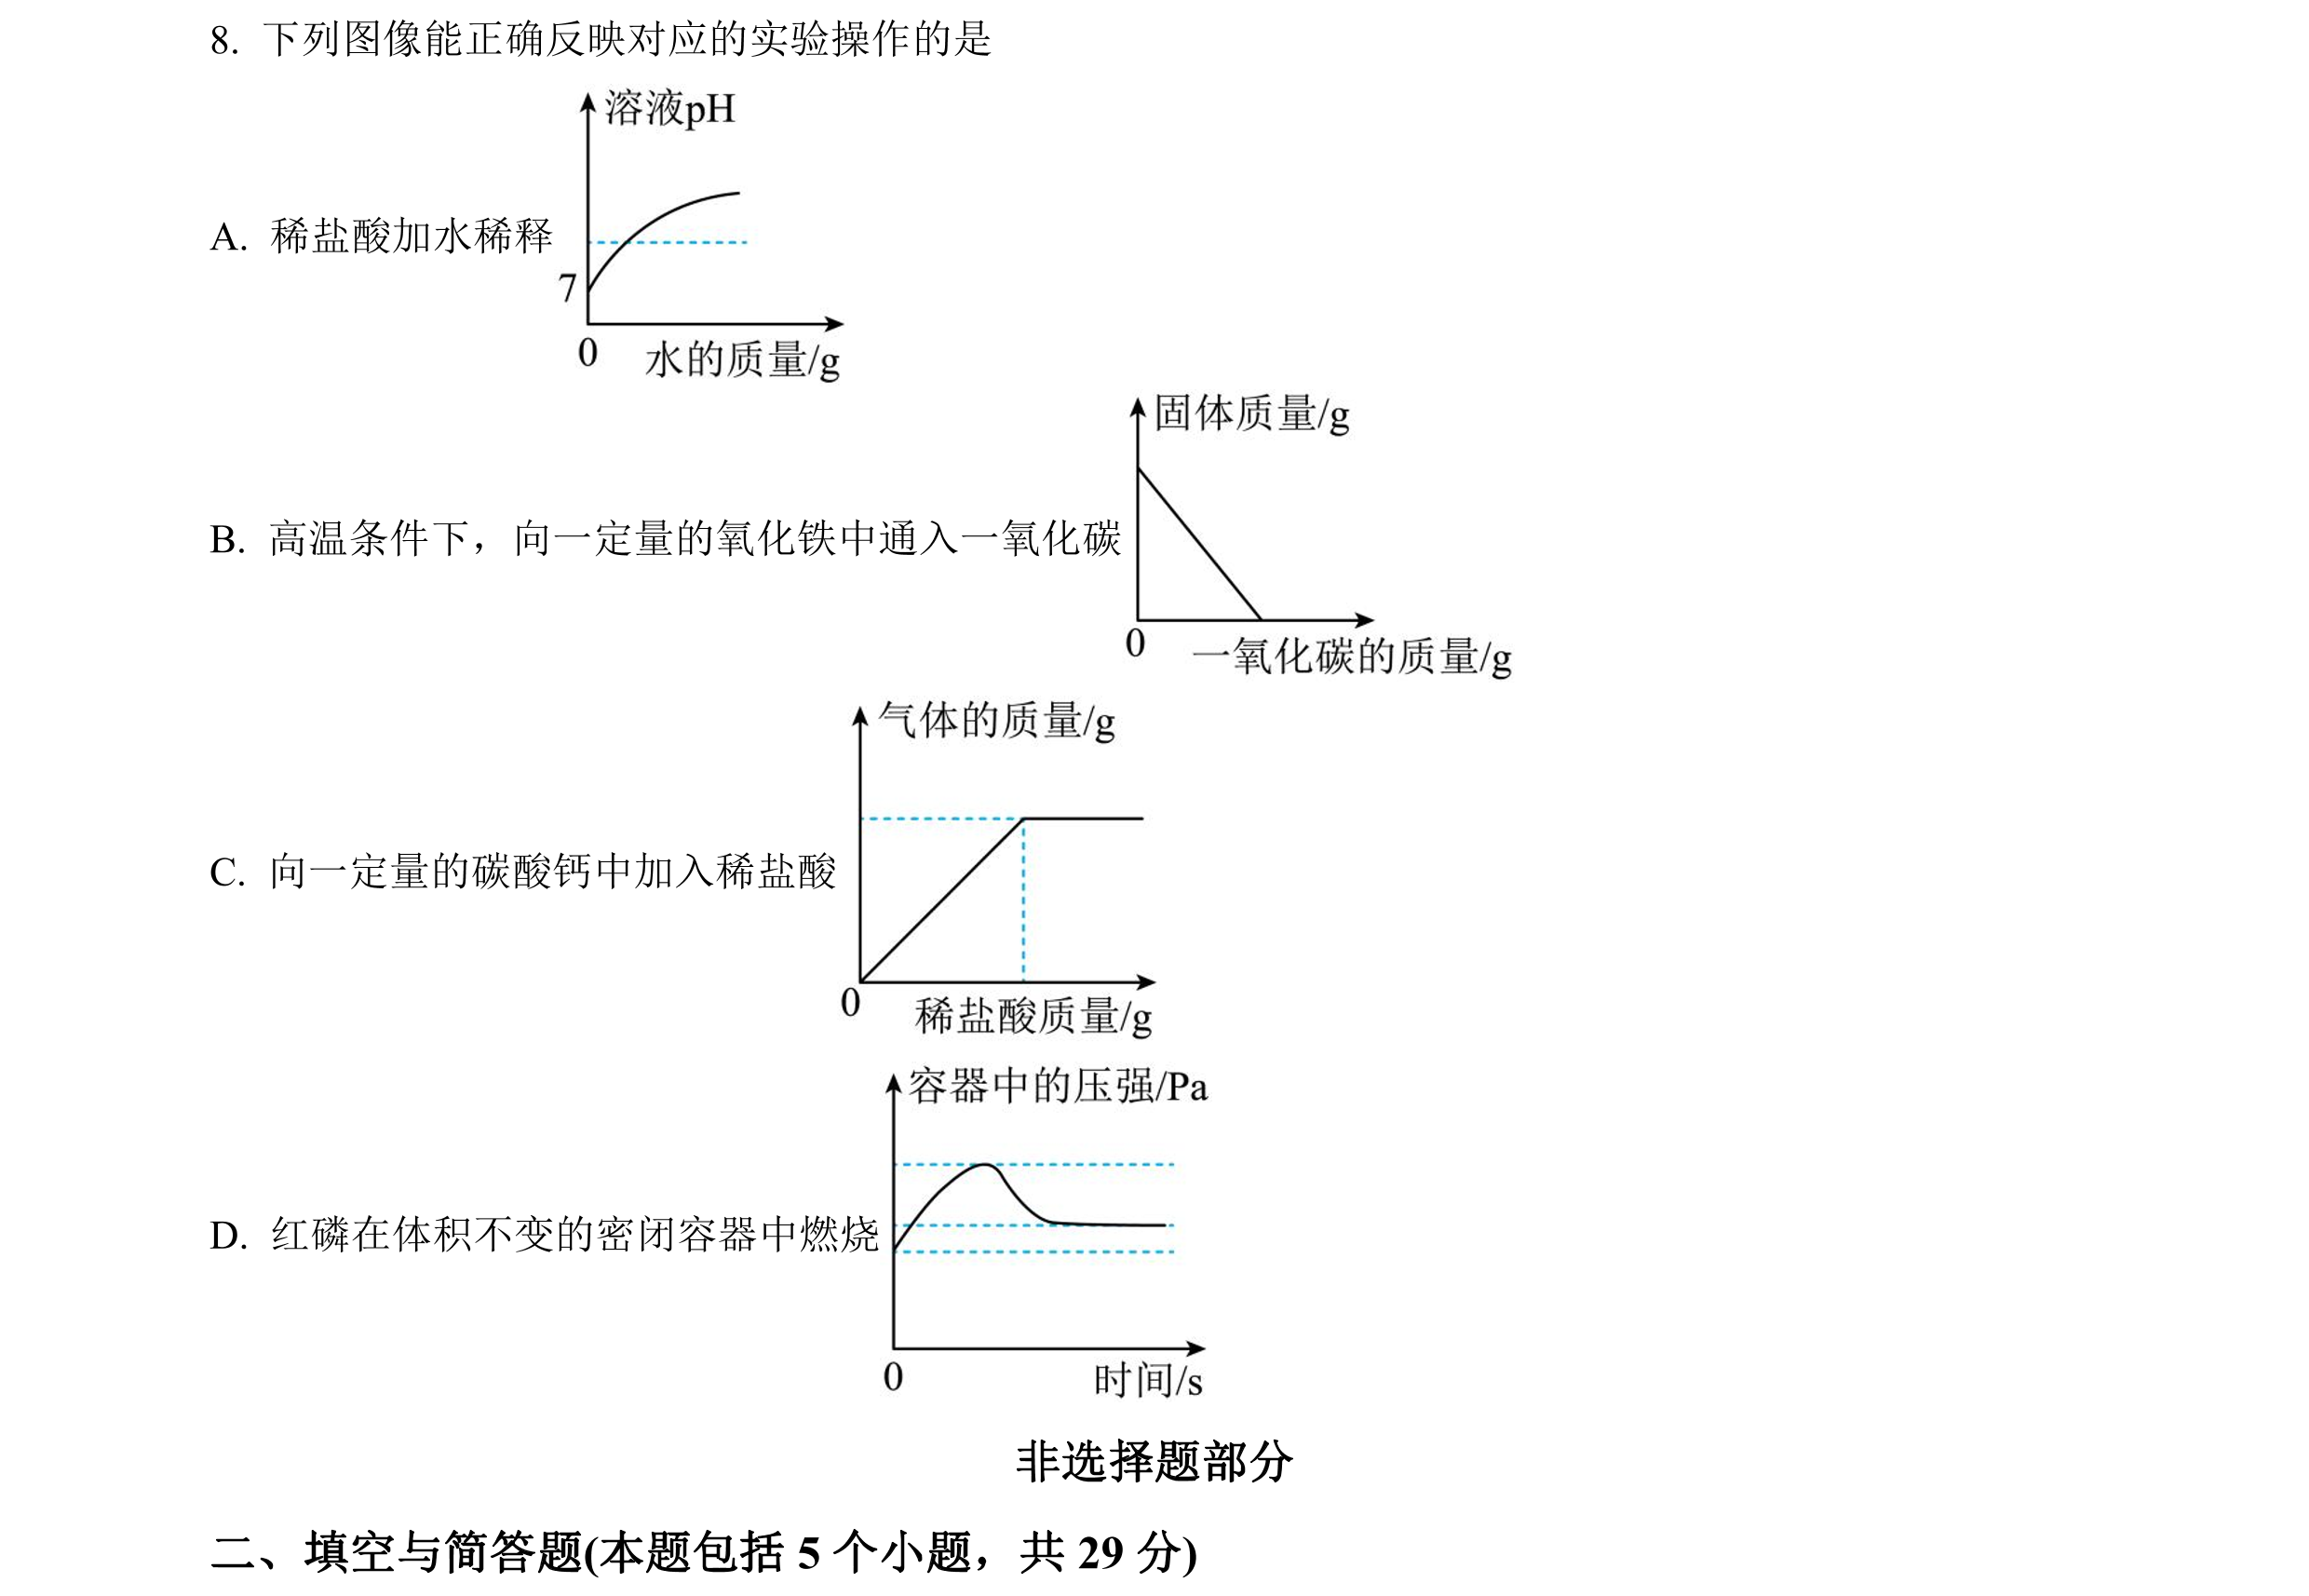 8. 下列图像能正确反映对应的实验操作的是
溶液pH
A. 稀盐酸加水稀释
7
0
水的质量/g
固体质量/g
B. 高温条件下，向一定量的氧化铁中通入一氧化碳
0
一氧化碳的质量/g
气体的质量/g
C. 向一定量的碳酸钙中加入稀盐酸
0
稀盐酸质量/g
容器中的压强/Pa
D. 红磷在体积不变的密闭容器中燃烧
0
时间/s
非选择题部分
二、填空与简答题(本题包括 5 个小题，共 29 分)